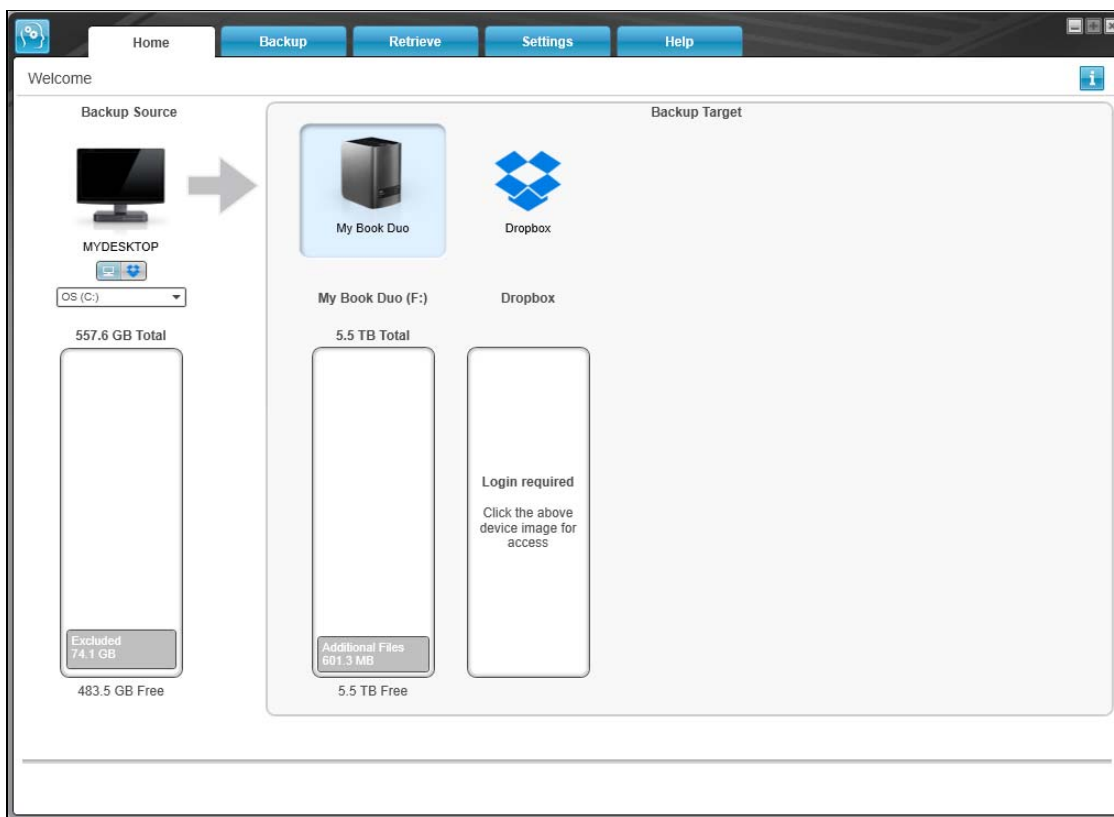 Home
Backup
Retrieve
Settings
Help
Welcome
Backup Source
Backup Target
MYDESKTOP
My Book Duo
Dropbox
OS (C:)
My Book Duo (F:)
Dropbox
557.6 GB Total
5.5 TB Total
Login required
Click the above
device image for
access
Excluded
74.1 GB
Additional Files
601.3 MB
483.5 GB Free
5.5 TB Free